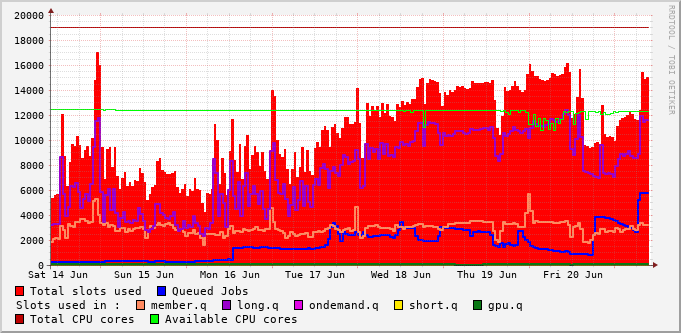 RRDTOOL / TOBI OETIKER
20000
18000
16000
14000
12000
10000
8000
6000
4000
2000
0
Sat 14 Jun Sun 15 Jun Mon 16 Jun Tue 17 Jun Wed 18 Jun Thu 19 Jun Fri 20 Jun
Total slots used Queued Jobs
Slots used in : member.q long.q ondemand.q short.q gpu.q
Total CPU cores Available CPU cores